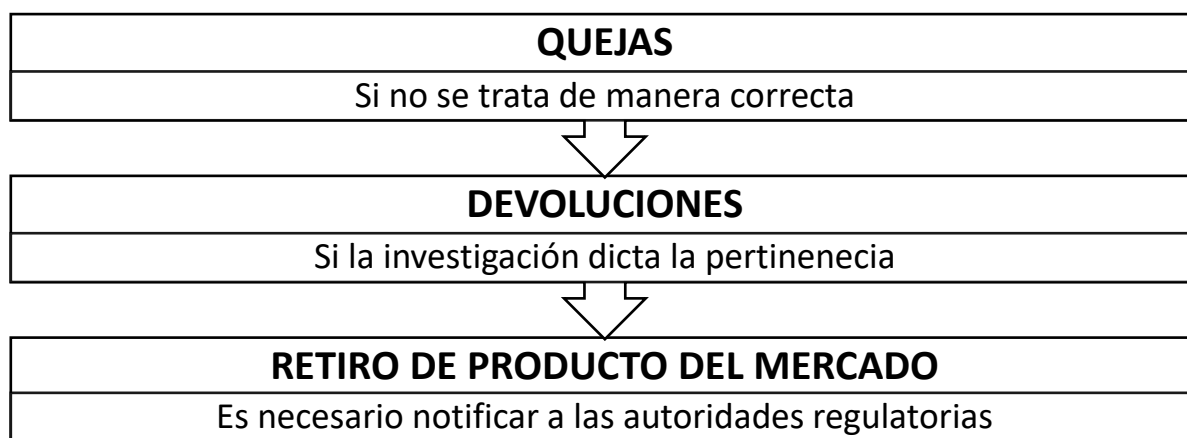 QUEJAS
Si no se trata de manera correcta
DEVOLUCIONES
Si la investigación dicta la pertinenecia
RETIRO DE PRODUCTO DEL MERCADO
Es necesario notificar a las autoridades regulatorias